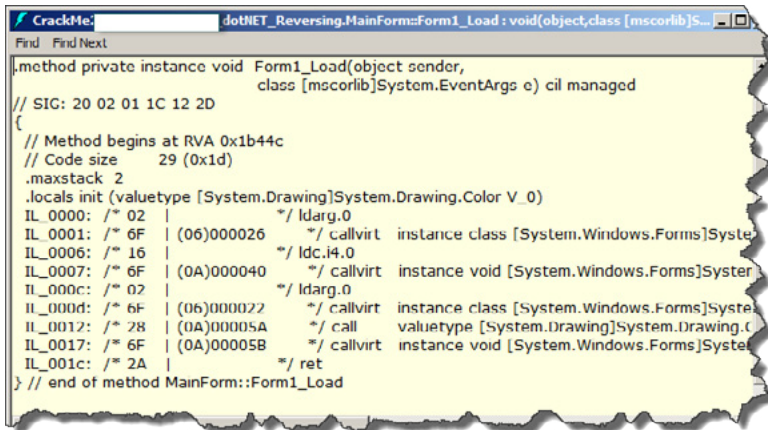 CrackMe: dotNET_Reversing.MainForm::Form1_Load : void(object,class [mscorlib]S...
Find Find Next
.method private instance void Form1_Load(object sender,
class [mscorlib]System.EventArgs e) cil managed
// SIG: 20 02 01 1C 12 2D
{
// Method begins at RVA 0x1b44c
// Code size 29 (0x1d)
.maxstack 2
.locals init (valuetype [System.Drawing]System.Drawing.Color V_0)
IL_0000: /* 02 | */ ldarg.0
IL_0001: /* 6F | (06)000026 */ callvirt instance class [System.Windows.Forms]Syste
IL_0006: /* 16 | */ ldc.i4.0
IL_0007: /* 6F | (0A)000040 */ callvirt instance void [System.Windows.Forms]System
IL_000c: /* 02 | */ ldarg.0
IL_000d: /* 6F | (06)000022 */ callvirt instance class [System.Windows.Forms]Syste
IL_0012: /* 28 | (0A)00005A */ call valuetype [System.Drawing]System.Drawing.C
IL_0017: /* 6F | (0A)00005B */ callvirt instance void [System.Windows.Forms]System
IL_001c: /* 2A | */ ret
} // end of method MainForm::Form1_Load